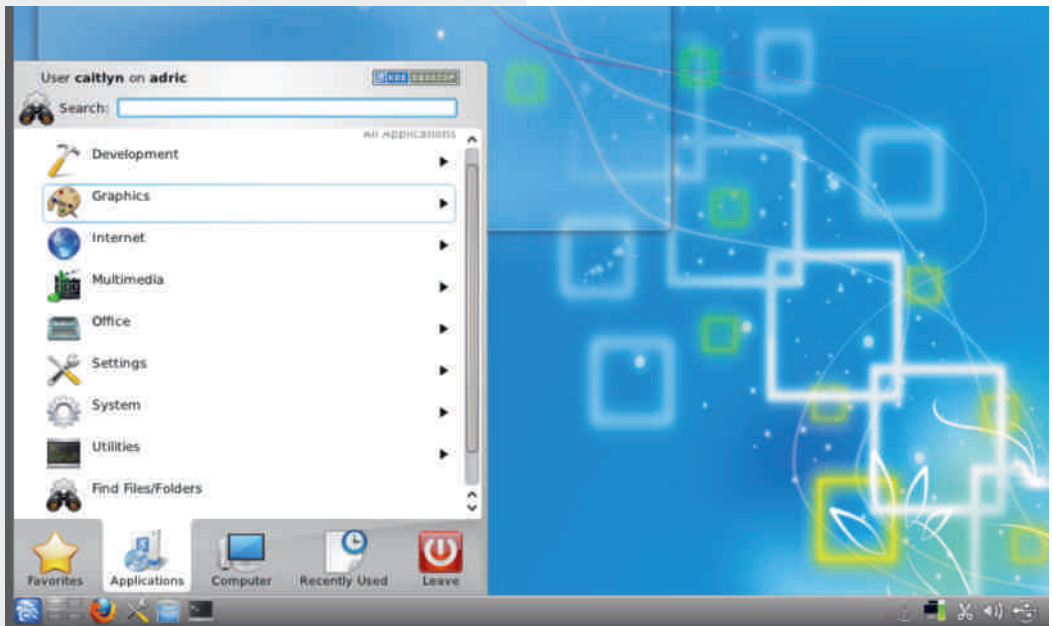 User caitlyn on adric
Search:
All Applications
Development
Graphics
Internet
Multimedia
Office
Settings
System
Utilities
Find Files/Folders
Favorites
Applications
Computer
Recently Used
Leave